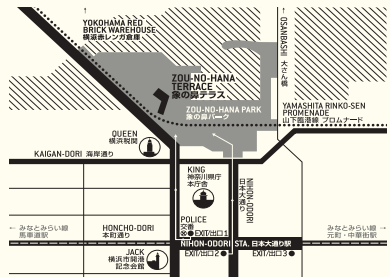 ↑
YOKOHAMA RED
BRICK WAREHOUSE
横浜赤レンガ倉庫
OSANBASHI 大さん橋
ZOU-NO-HANA
TERRACE
象の鼻テラス
ZOU-NO-HANA PARK
象の鼻パーク
YAMASHITA RINKO-SEN
PROMENADE
山下臨港線 プロムナード
QUEEN
横浜税関
KAIGAN-DORI 海岸通り
KING
神奈川県庁
本庁舎
NIHON-ODORI
日本大通り
POLICE
交番
EXIT/出口1
← みなとみらい線
馬車道駅
HONCHO-DORI
本町通り
NIHON-ODORI STA. 日本大通り駅
→ みなとみらい線
元町・中華街駅
JACK
横浜市開港
記念会館
EXIT/出口2
EXIT/出口3